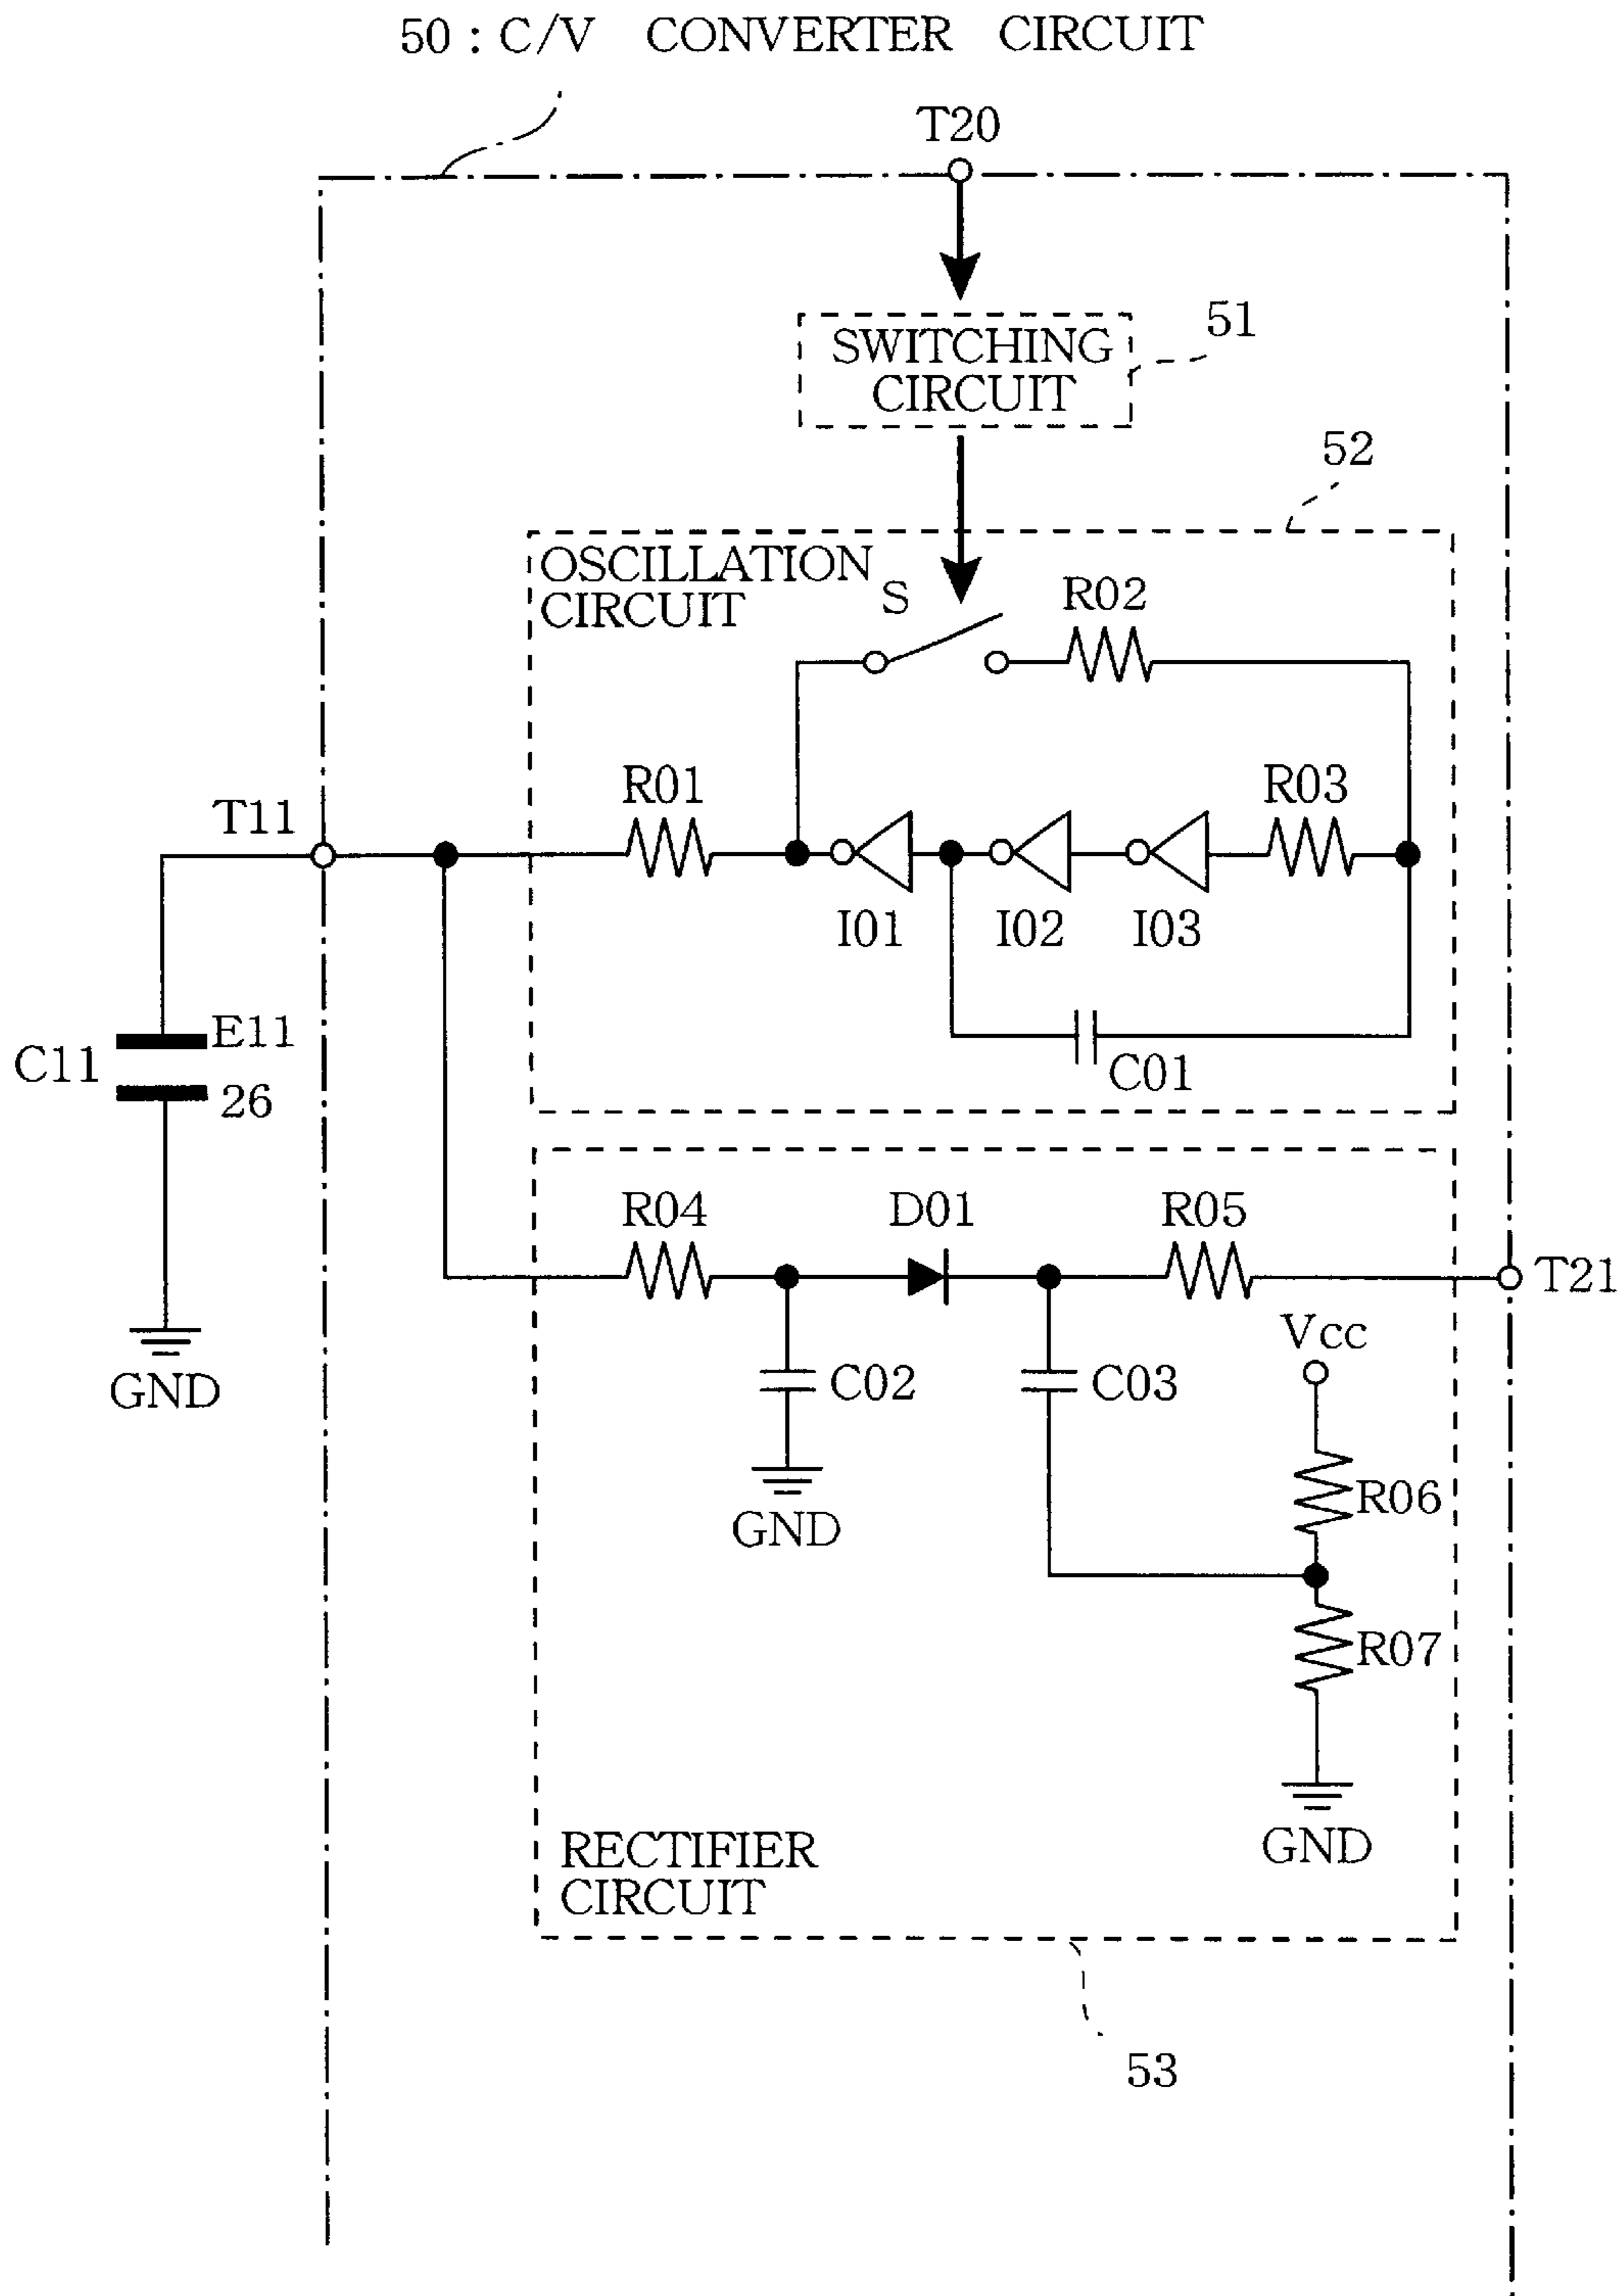 50 : C/V CONVERTER CIRCUIT
T20
SWITCHING
CIRCUIT
51
52
OSCILLATION
CIRCUIT
S
R02
R01
R03
T11
I01
I02
I03
C11
E11
26
C01
GND
R04
D01
R05
T21
Vcc
C02
C03
GND
R06
R07
GND
RECTIFIER
CIRCUIT
53